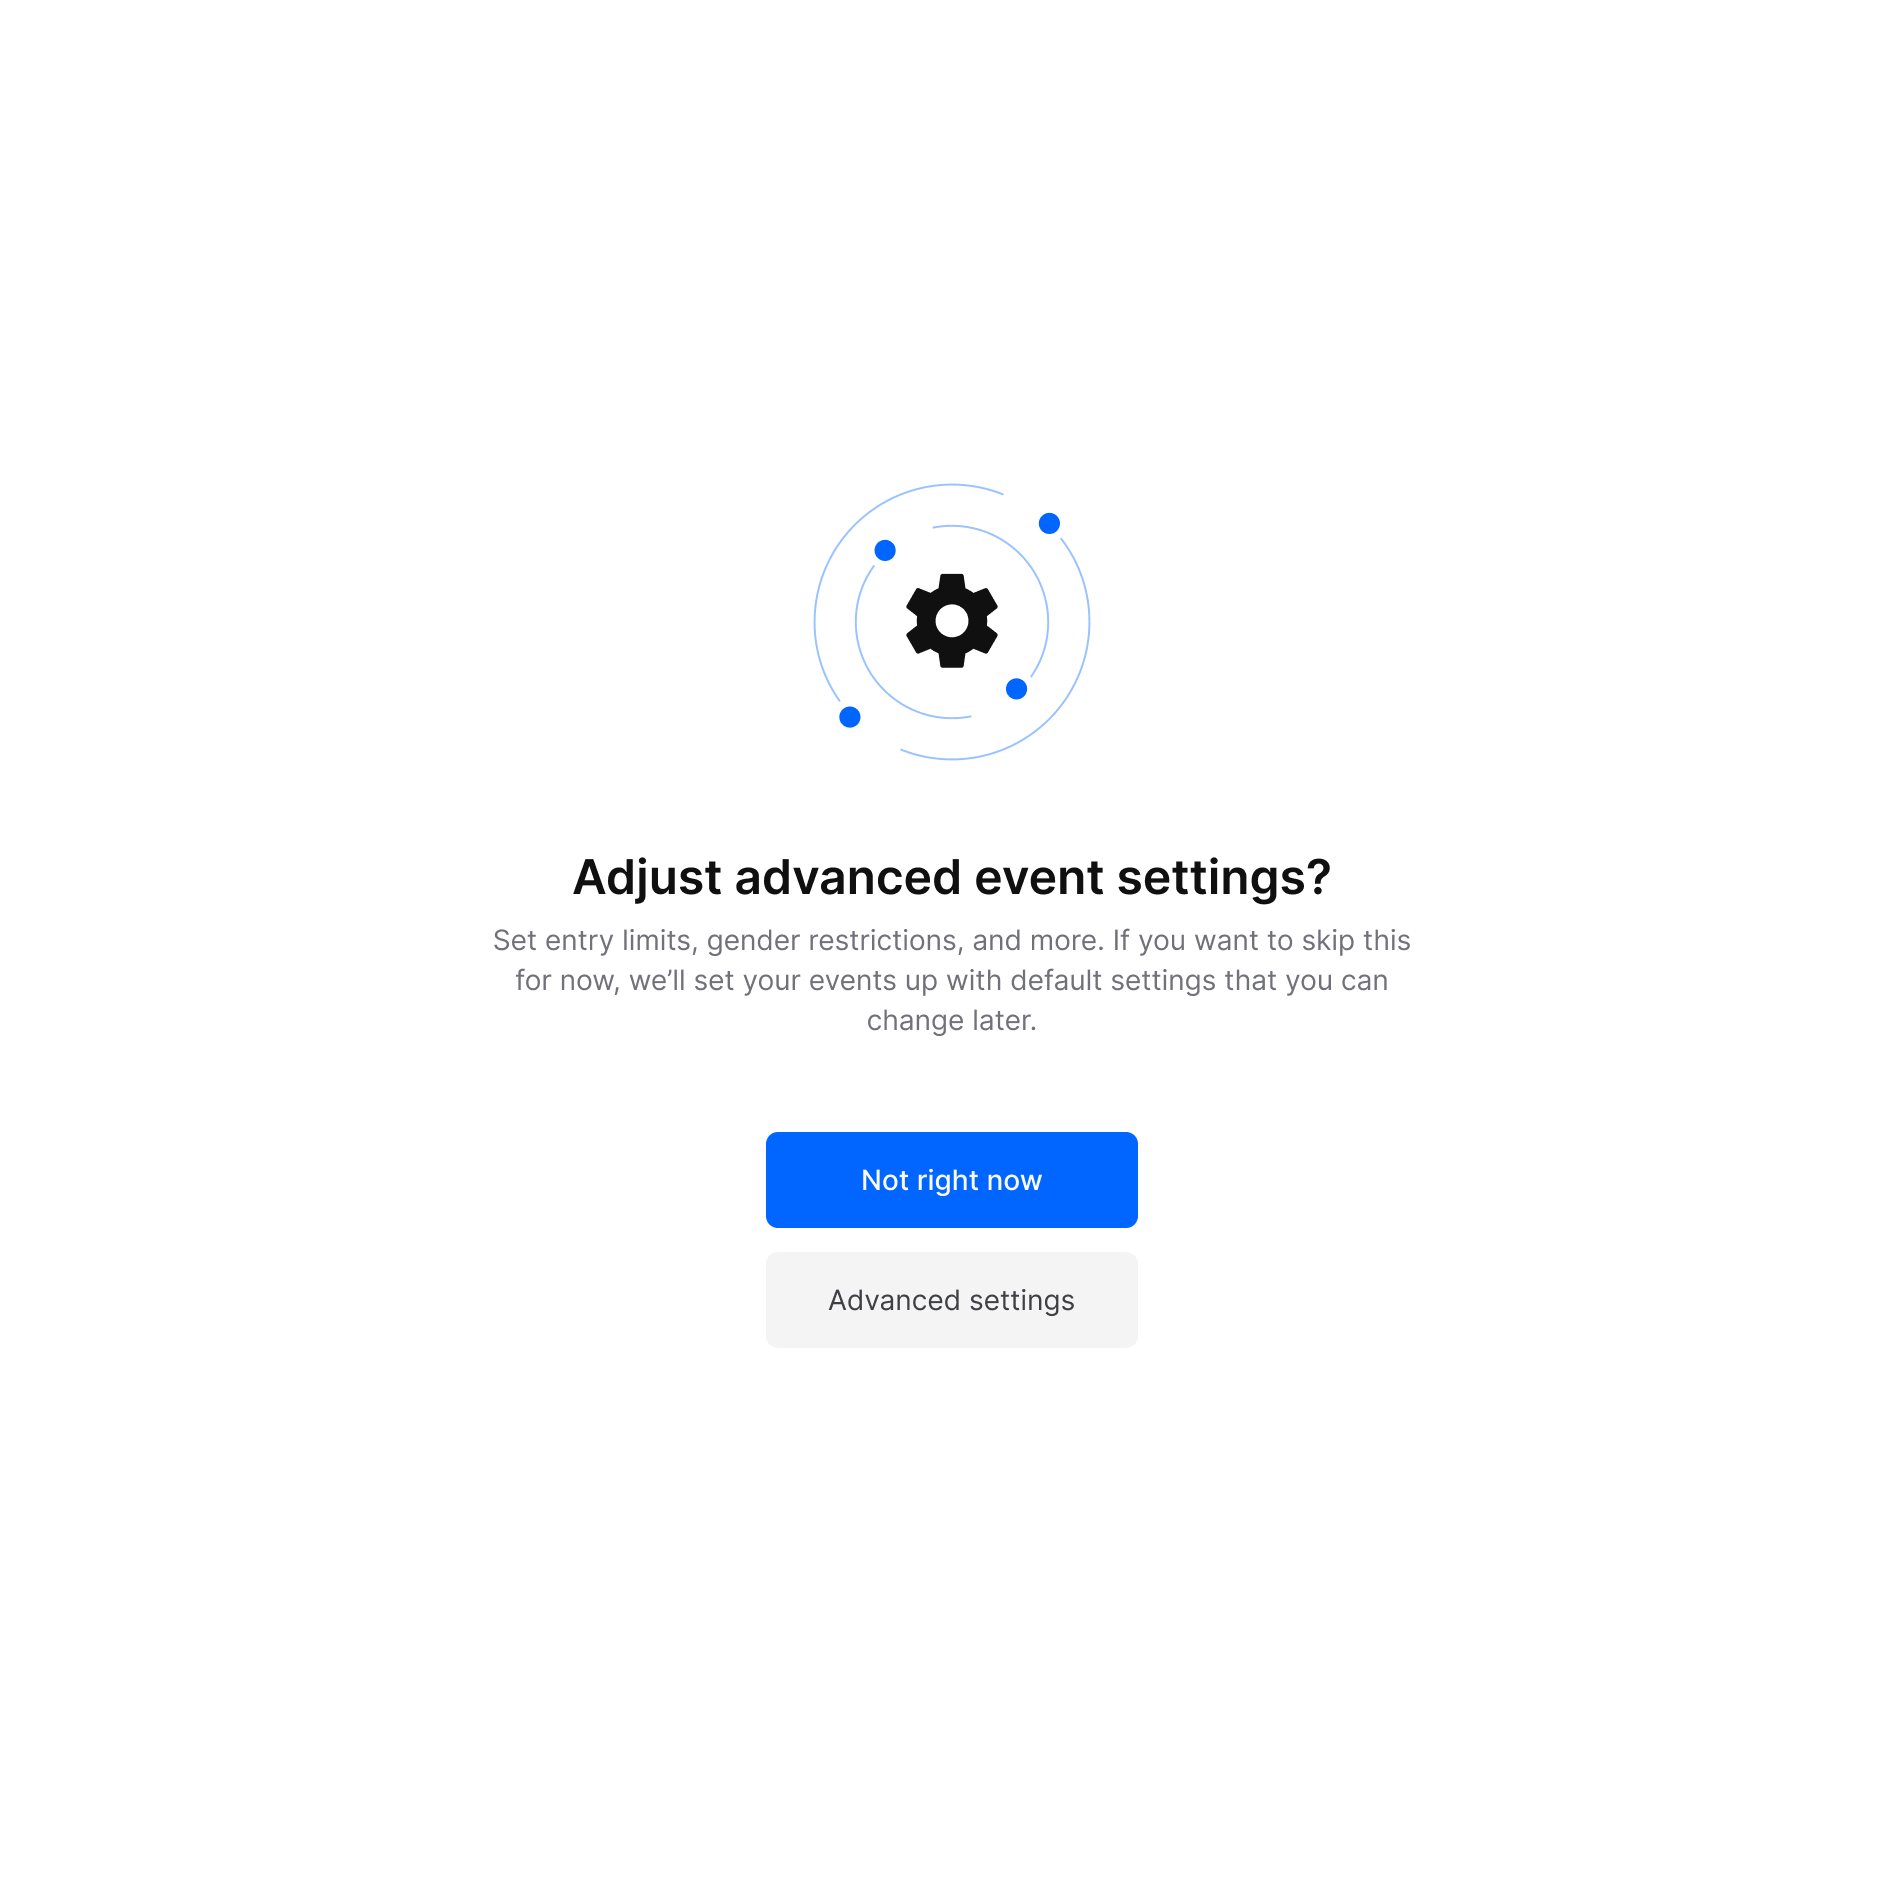 Adjust advanced event settings?
Set entry limits, gender restrictions, and more. If you want to skip this
for now, we’ll set your events up with default settings that you can
change later.
Not right now
Advanced settings